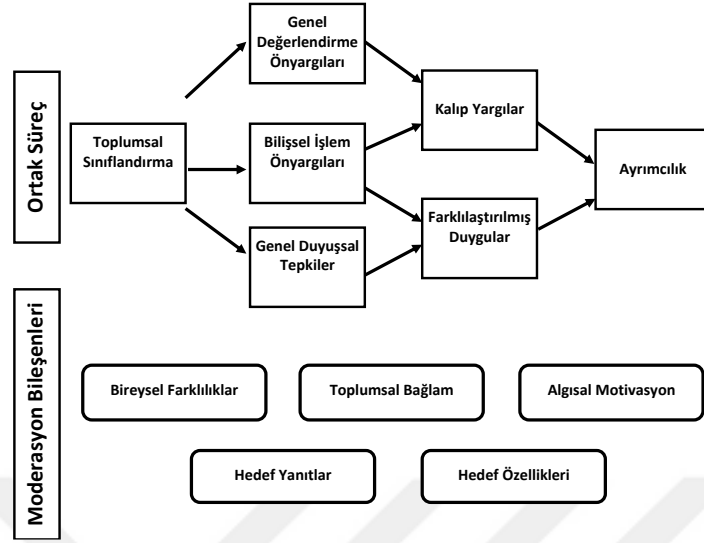 Ortak Süreç
Toplumsal
Sınıflandırma
Genel
Değerlendirme
Önyargıları
Bilişsel İşlem
Önyargıları
Genel Duyuşsal
Tepkiler
Kalıp Yargılar
Farklılaştırılmış
Duygular
Ayrımcılık
Moderasyon Bileşenleri
Bireysel Farklılıklar
Toplumsal Bağlam
Algısal Motivasyon
Hedef Yanıtlar
Hedef Özellikleri